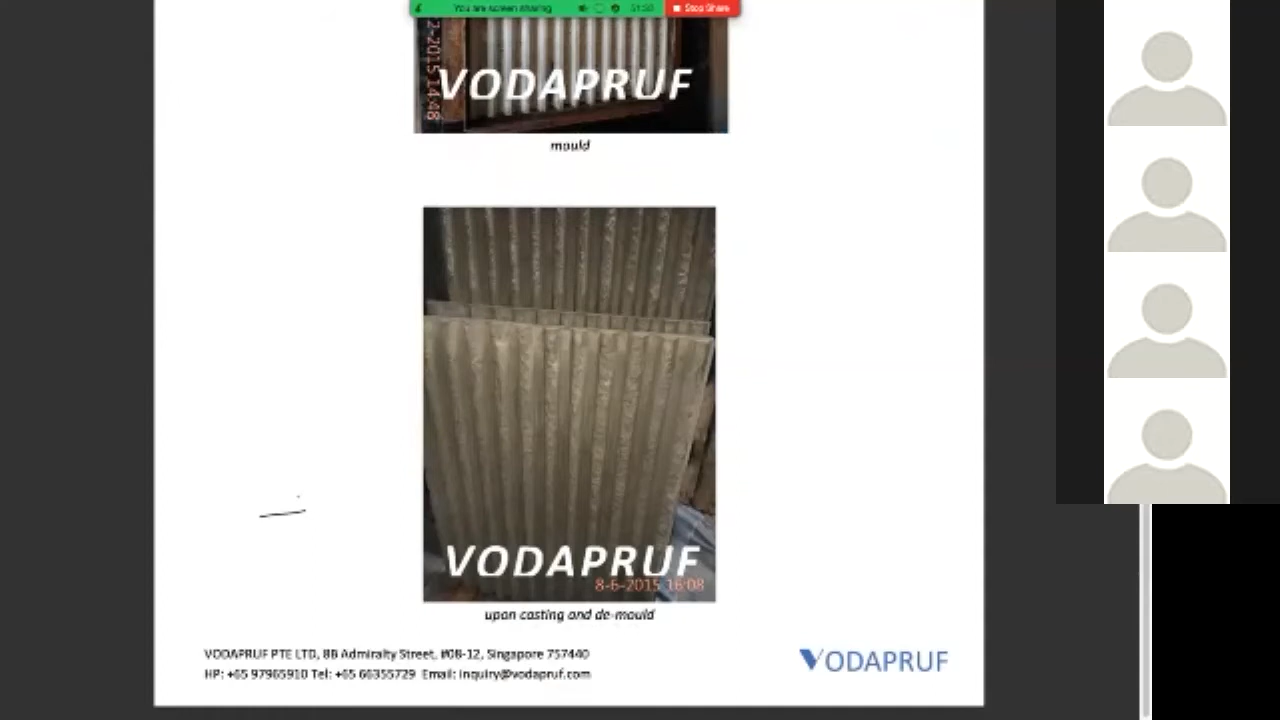 You are screen sharing
Stop Share
VODAPRUF
mould
VODAPRUF
8-6-2015 16:08
upon casting and de-mould
VODAPRUF PTE LTD, 8B Admiralty Street, #08-12, Singapore 757440
HP: +65 97965910 Tel: +65 66355729 Email: inquiry@vodapruf.com
VODAPRUF